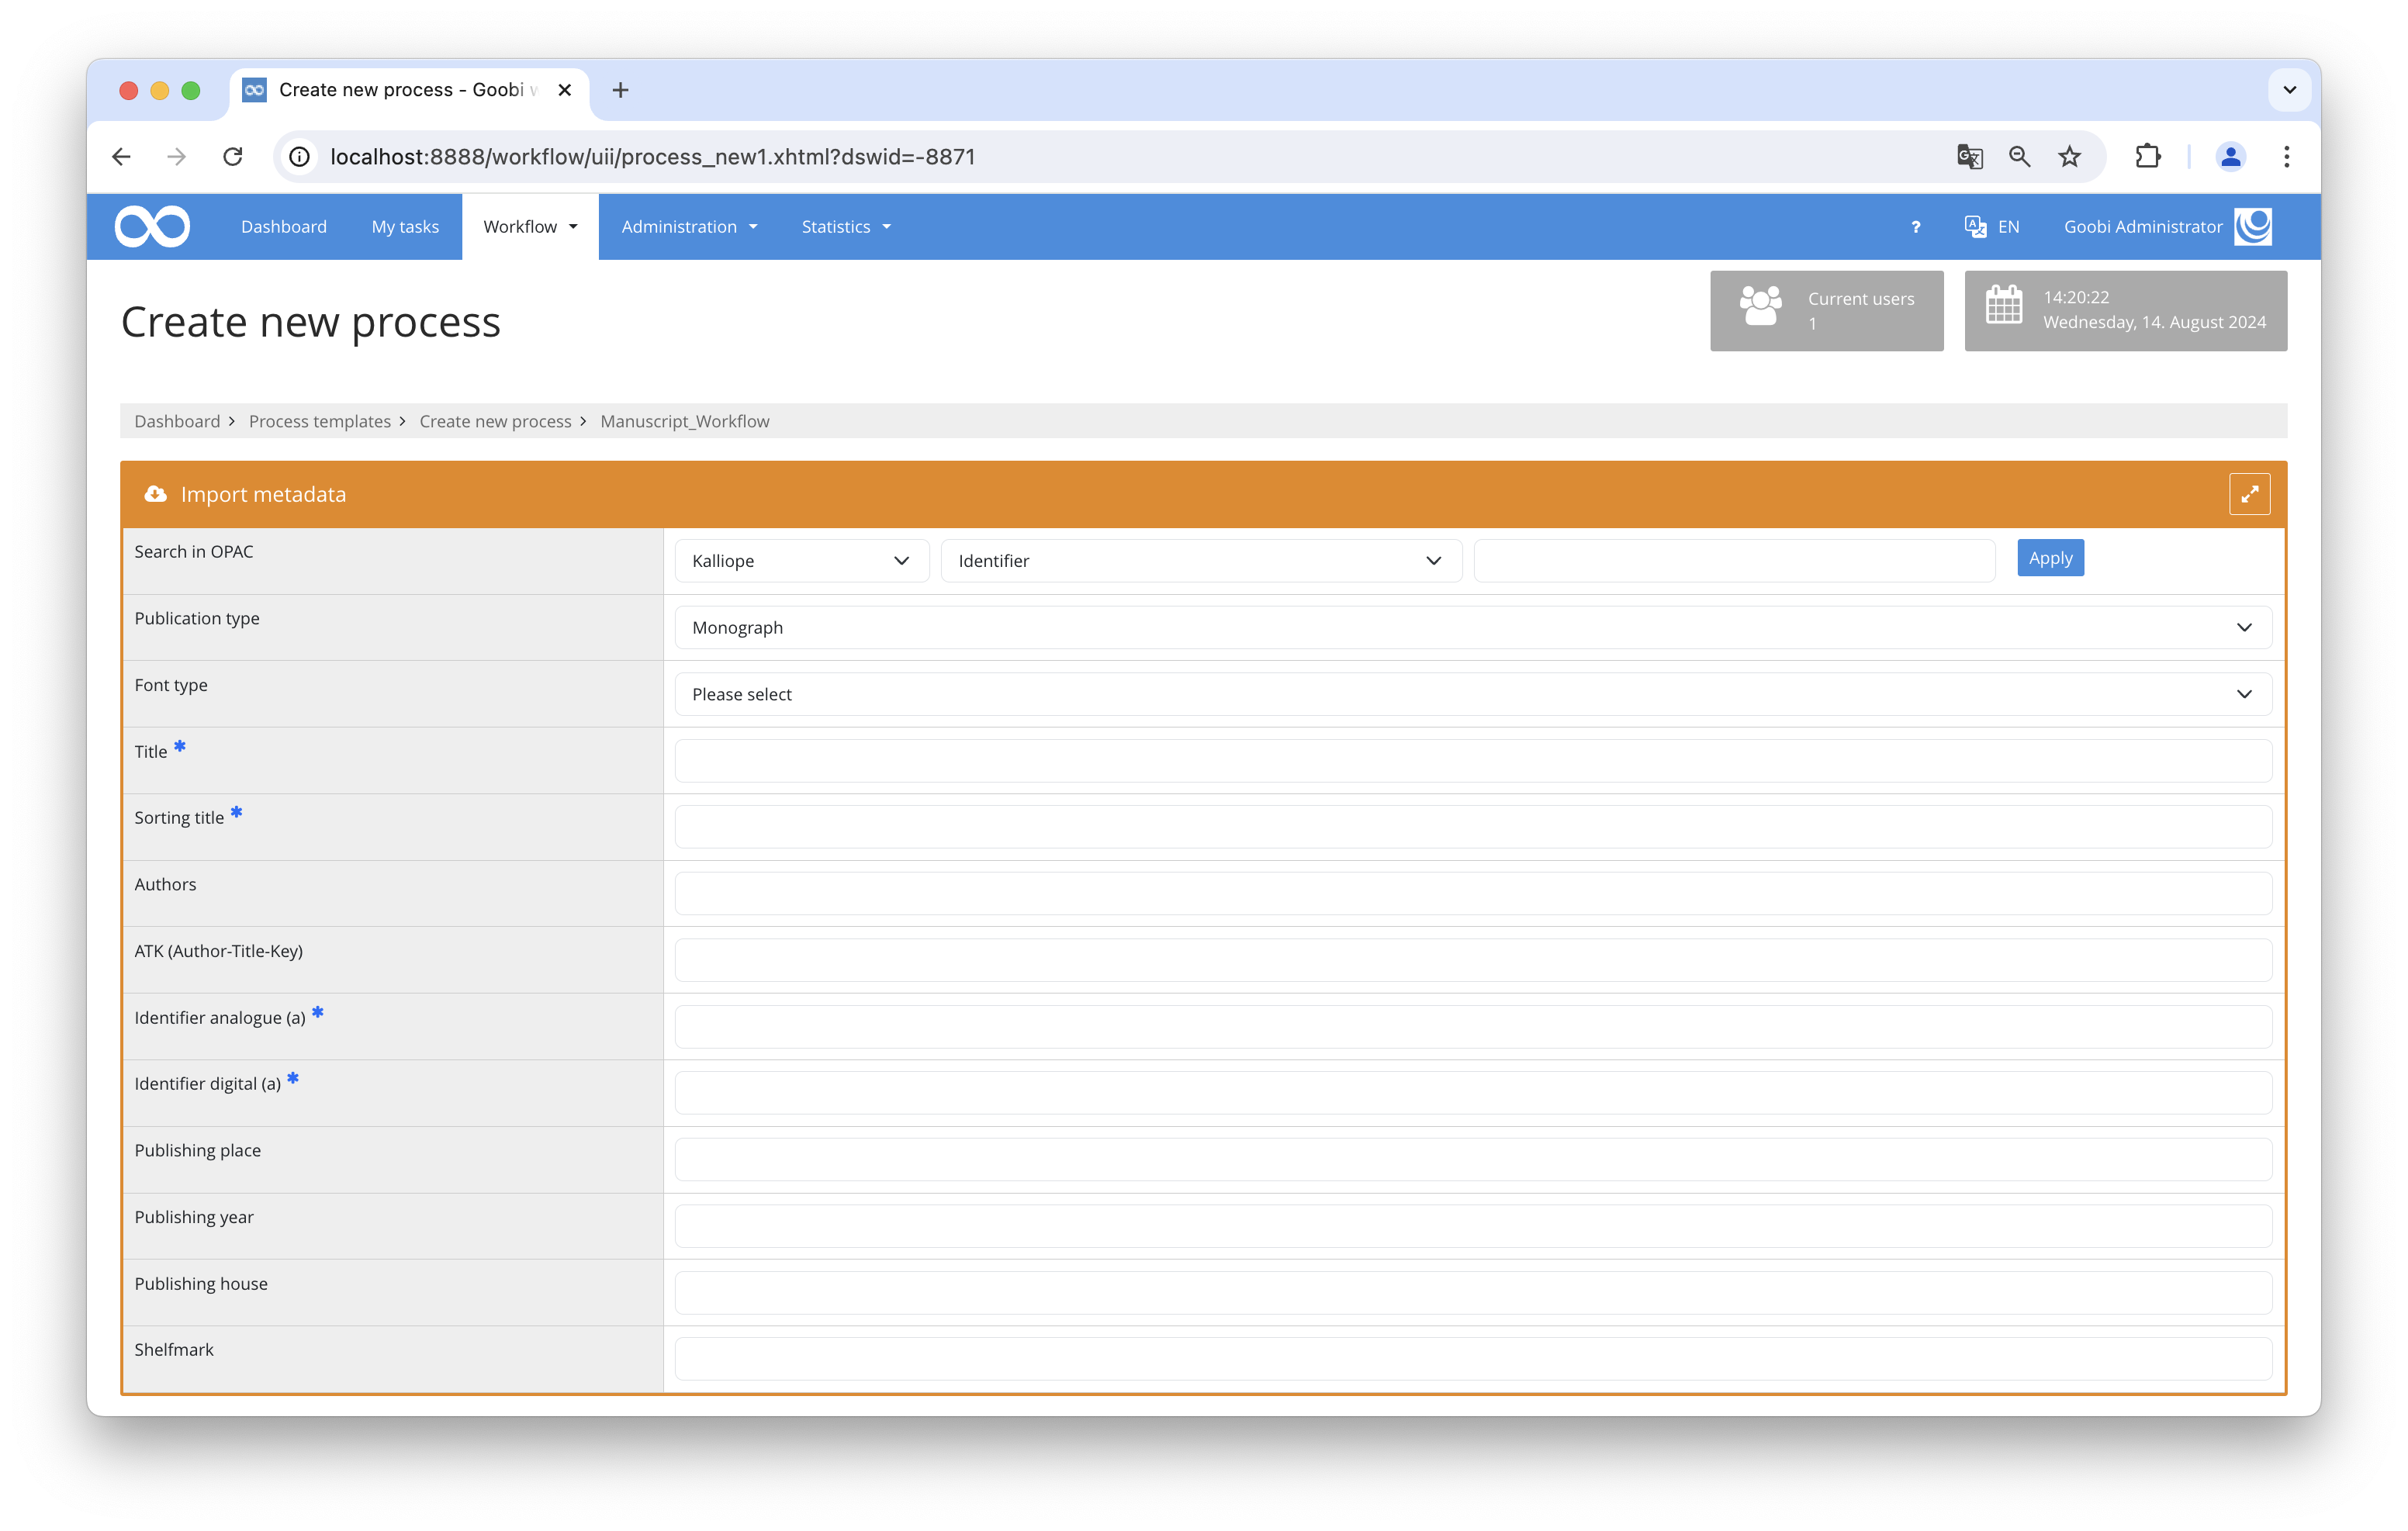 Create new process - Goobi w
localhost:8888/workflow/uii/process_new1.xhtml?dswid=-8871
Dashboard My tasks Workflow Administration Statistics ? EN Goobi Administrator
Create new process
Current users
1
14:20:22
Wednesday, 14. August 2024
Dashboard > Process templates > Create new process > Manuscript_Workflow
Import metadata
Search in OPAC Kalliope Identifier Apply
Publication type Monograph
Font type Please select
Title *
Sorting title *
Authors
ATK (Author-Title-Key)
Identifier analogue (a) *
Identifier digital (a) *
Publishing place
Publishing year
Publishing house
Shelfmark